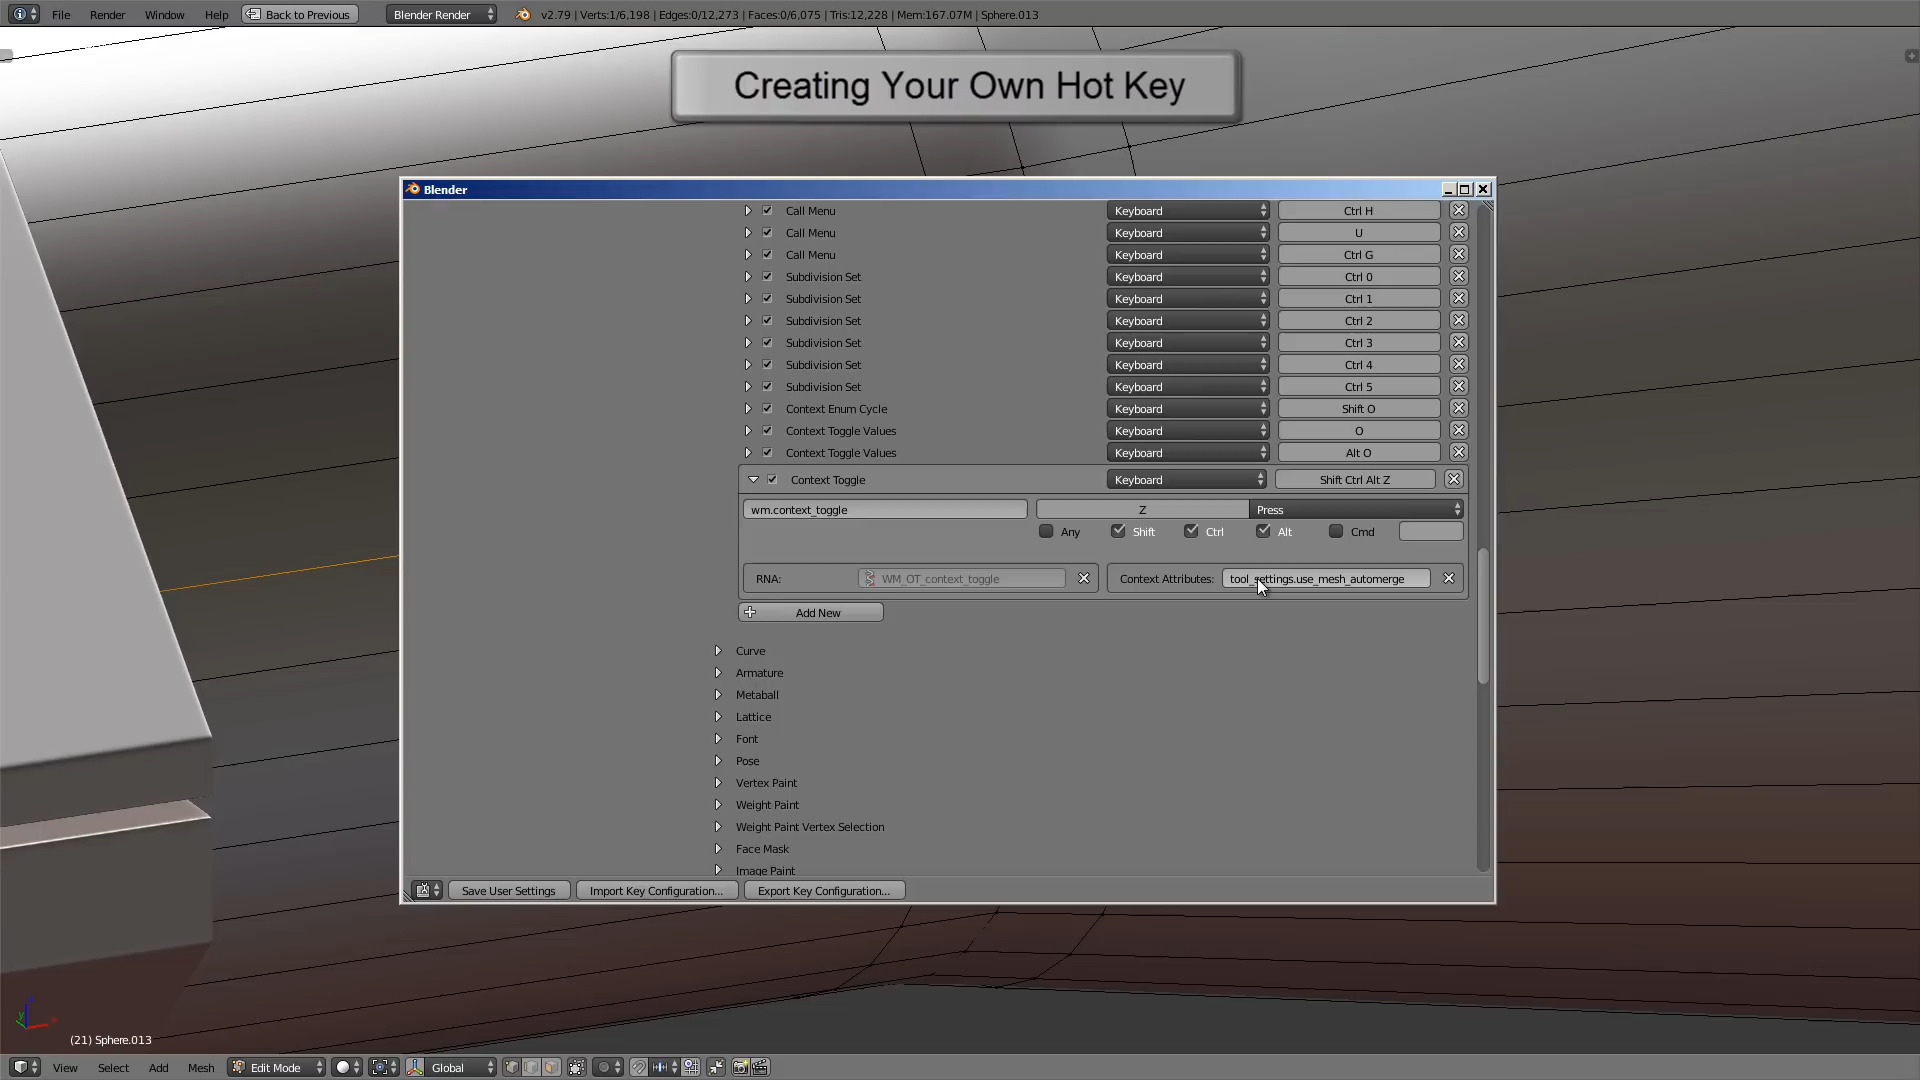 File Render Window Help Back to Previous Blender Render v2.79 | Verts:1/6,198 | Edges:0/12,273 | Faces:0/6,075 | Tris:12,228 | Mem:167.07M | Sphere.013
Creating Your Own Hot Key
Blender
Call Menu Keyboard Ctrl H
Call Menu Keyboard U
Call Menu Keyboard Ctrl G
Subdivision Set Keyboard Ctrl 0
Subdivision Set Keyboard Ctrl 1
Subdivision Set Keyboard Ctrl 2
Subdivision Set Keyboard Ctrl 3
Subdivision Set Keyboard Ctrl 4
Subdivision Set Keyboard Ctrl 5
Context Enum Cycle Keyboard Shift O
Context Toggle Values Keyboard O
Context Toggle Values Keyboard Alt O
Context Toggle Keyboard Shift Ctrl Alt Z
wm.context_toggle Z Press
Any Shift Ctrl Alt Cmd
RNA: WM_OT_context_toggle Context Attributes: tool_settings.use_mesh_automerge
Add New
Curve
Armature
Metaball
Lattice
Font
Pose
Vertex Paint
Weight Paint
Weight Paint Vertex Selection
Face Mask
Image Paint
Save User Settings Import Key Configuration... Export Key Configuration...
(21) Sphere.013
View Select Add Mesh Edit Mode Global